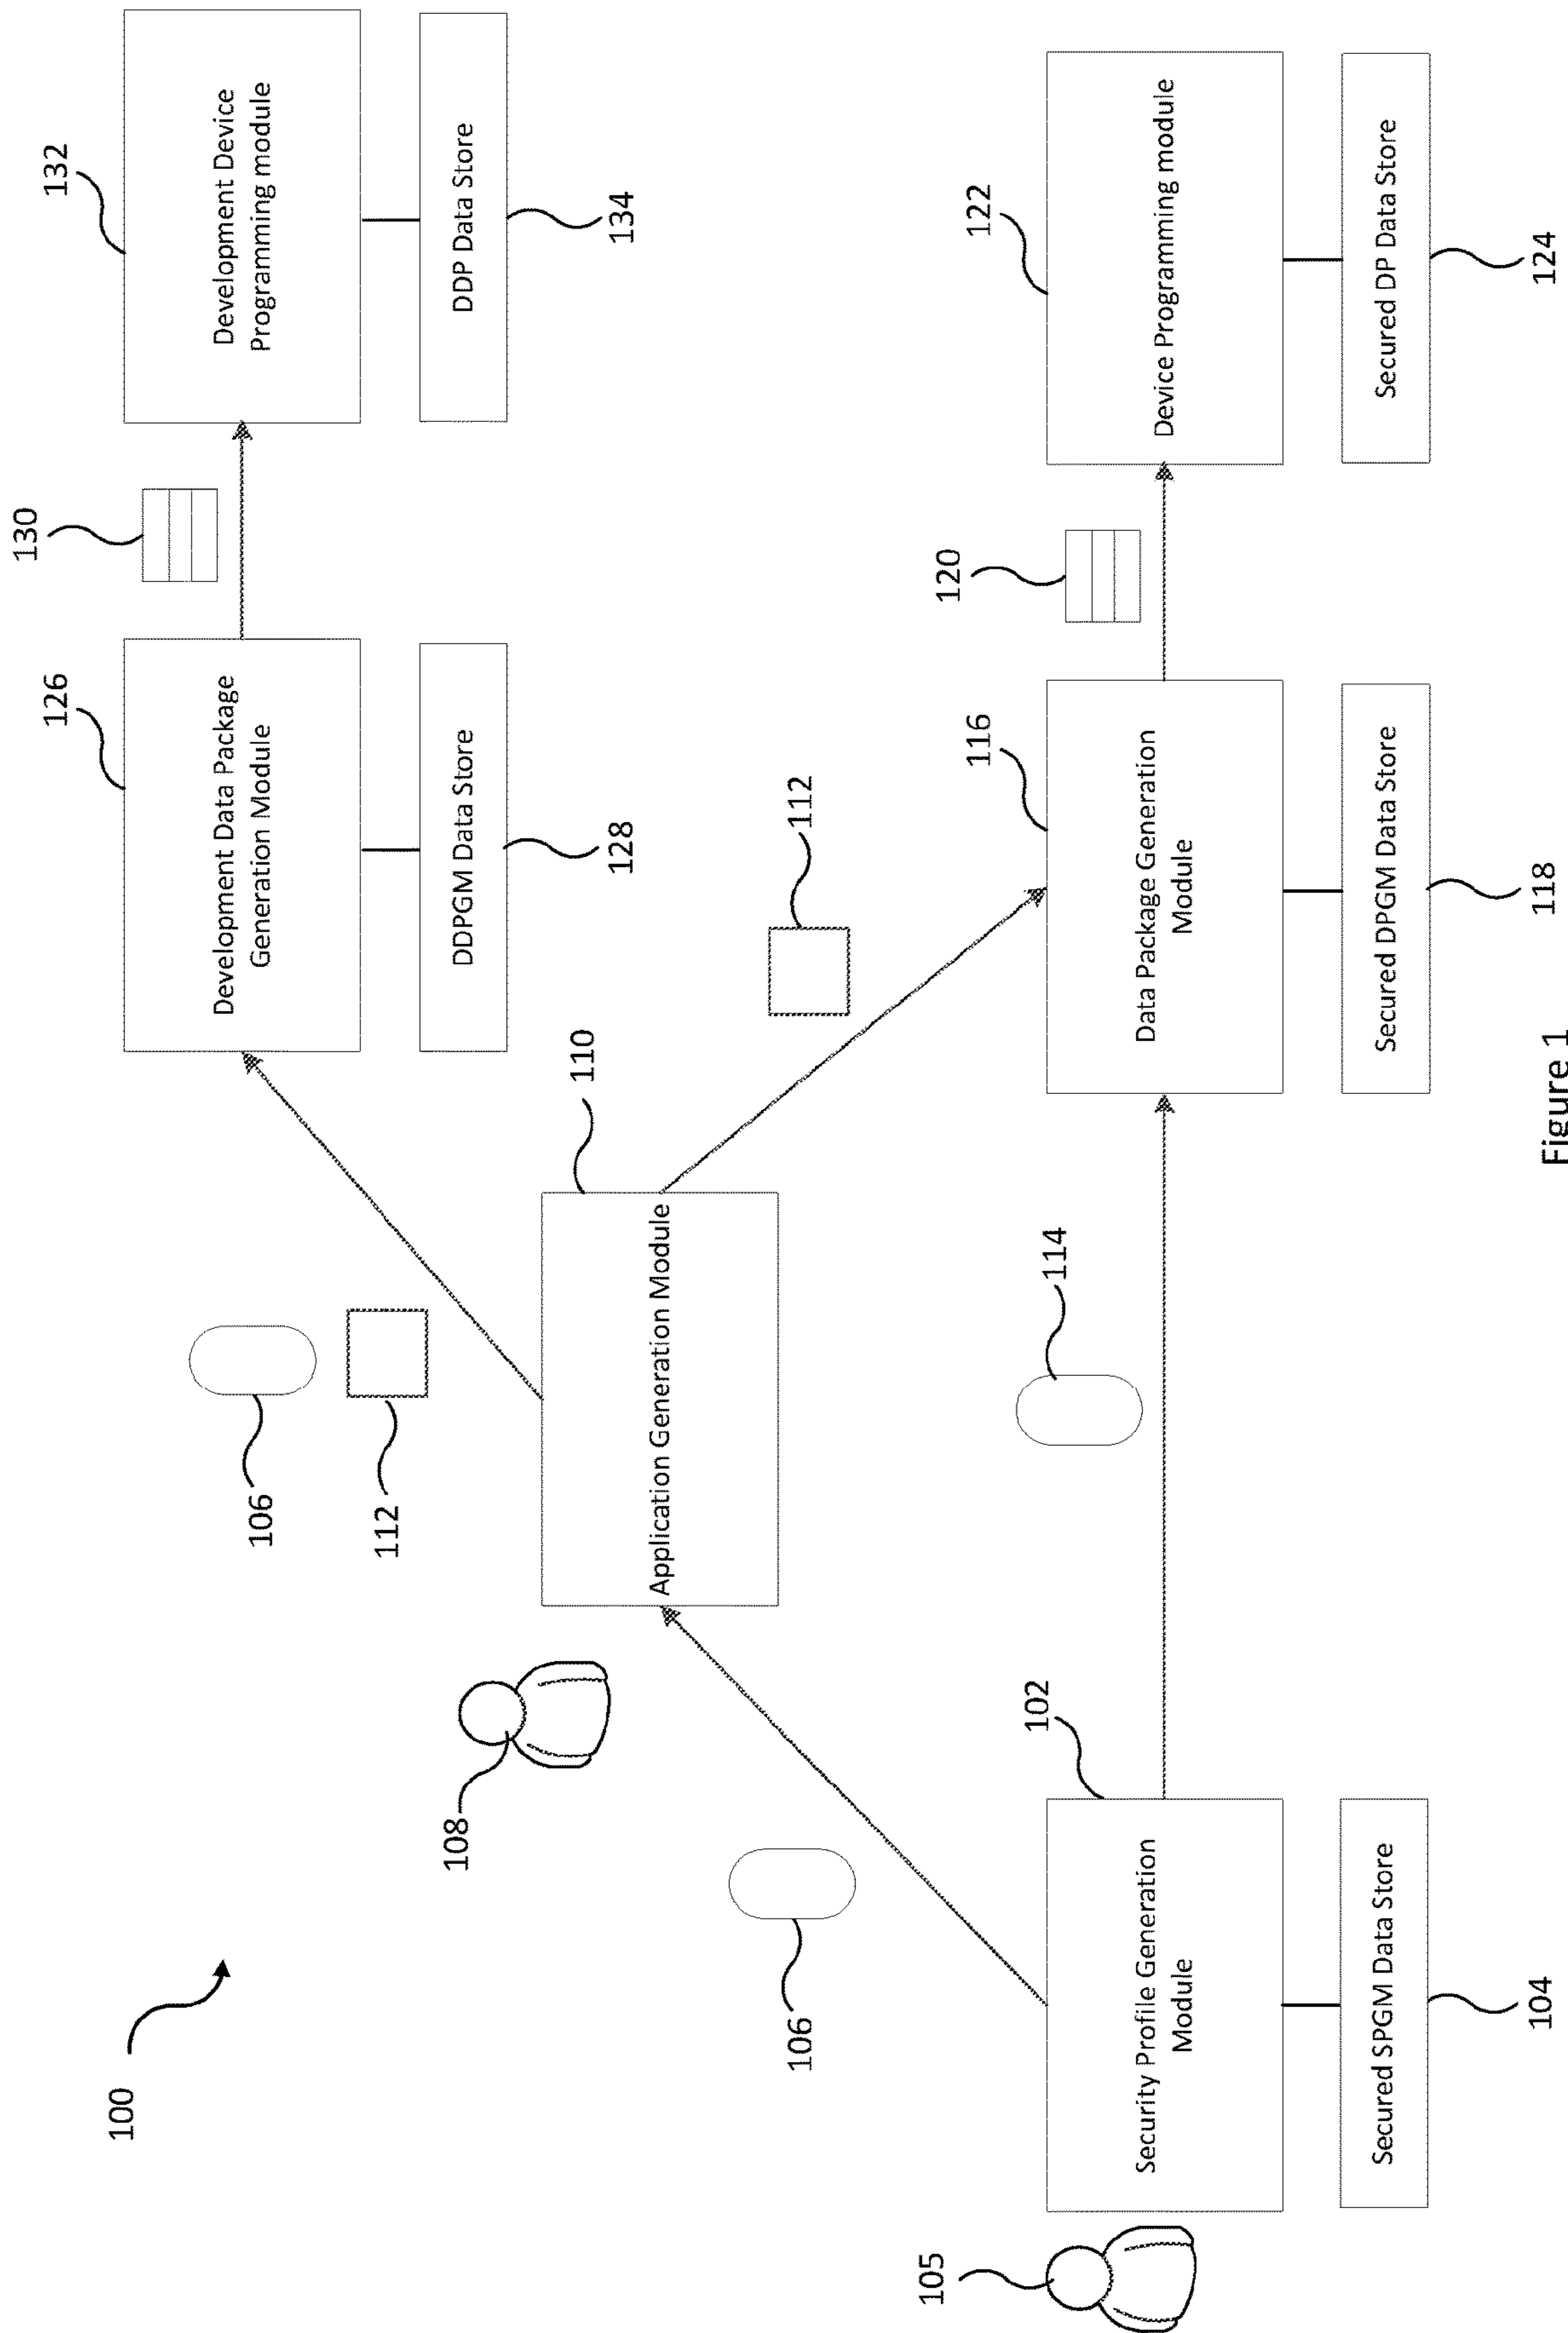 100
132
Development Device
Programming module
DDP Data Store
134
130
126
Development Data Package
Generation Module
DDPGM Data Store
128
106
112
110
Application Generation Module
108
112
106
122
Device Programming module
Secured DP Data Store
124
120
116
Data Package Generation
Module
Secured DPGM Data Store
118
114
102
Security Profile Generation
Module
Secured SPGM Data Store
104
105
Figure 1